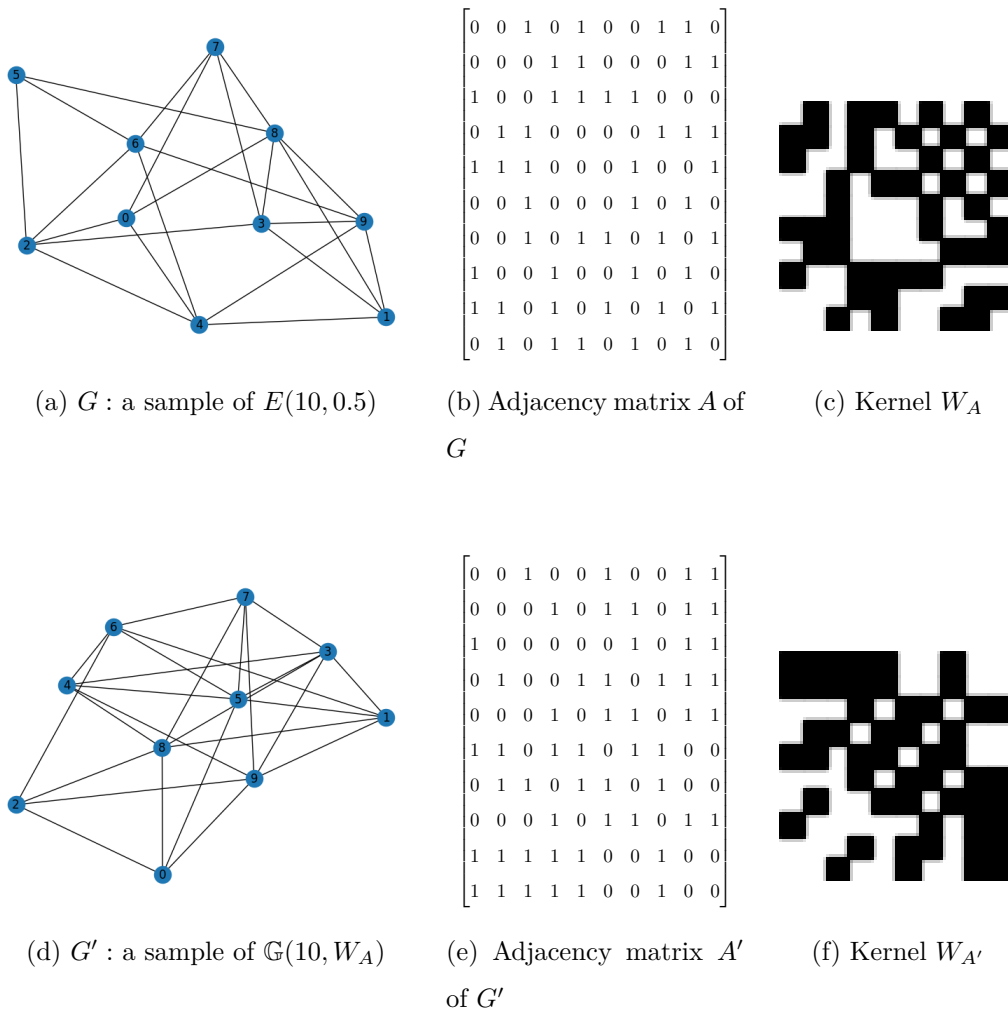 7
5
8
6
0
3
9
2
1
4
0 0 1 0 1 0 0 1 1 0
0 0 0 1 1 0 0 0 1 1
1 0 0 1 1 1 1 0 0 0
0 1 1 0 0 0 0 1 1 1
1 1 1 0 0 0 1 0 0 1
0 0 1 0 0 0 1 0 1 0
0 0 1 0 1 1 0 1 0 1
1 0 0 1 0 0 1 0 1 0
1 1 0 1 0 1 0 1 0 1
0 1 0 1 1 0 1 0 1 0
(a) G : a sample of E(10, 0.5)
(b) Adjacency matrix A of
G
(c) Kernel W_A
7
6
3
4
5
1
8
9
2
0
0 0 1 0 0 1 0 0 1 1
0 0 0 1 0 1 1 0 1 1
1 0 0 0 0 0 1 0 1 1
0 1 0 0 1 1 0 1 1 1
0 0 0 1 0 1 1 0 1 1
1 1 0 1 1 0 1 1 0 0
0 1 1 0 1 1 0 1 0 0
0 0 0 1 0 1 1 0 1 1
1 1 1 1 1 0 0 1 0 0
1 1 1 1 1 0 0 1 0 0
(d) G′ : a sample of 𝔾(10, W_A)
(e) Adjacency matrix A′
of G′
(f) Kernel W_A′